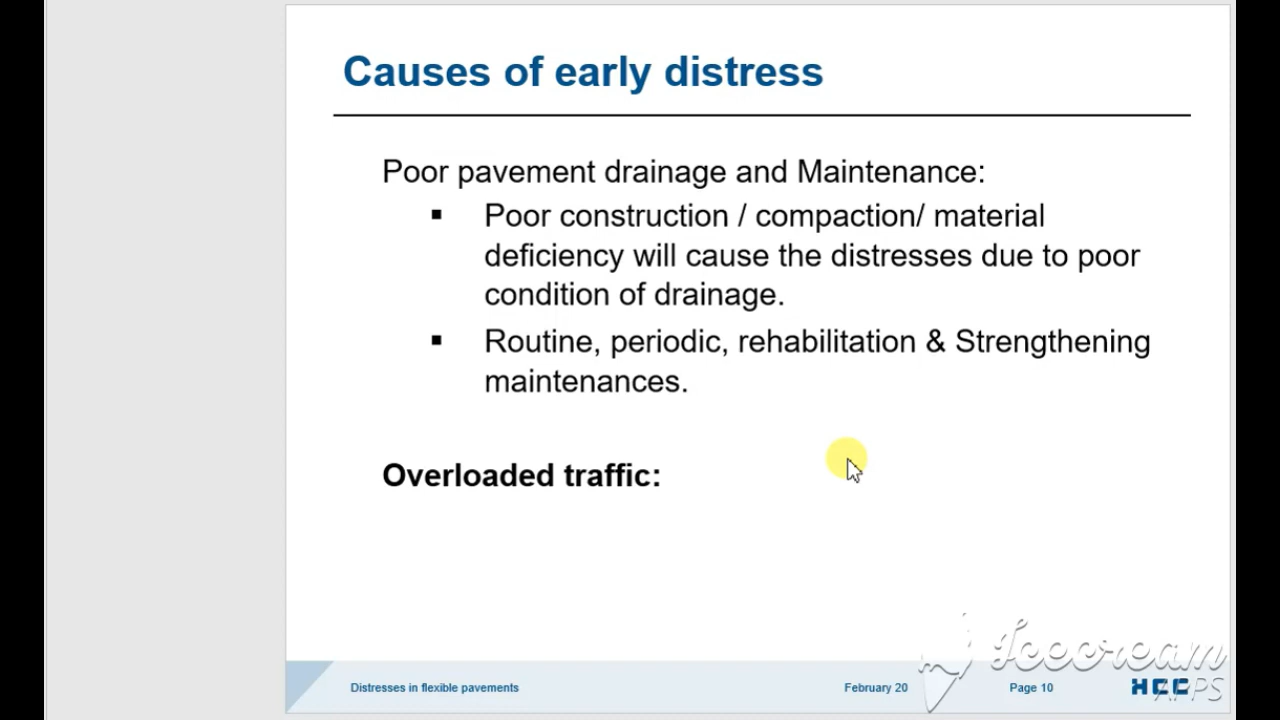 Causes of early distress
Poor pavement drainage and Maintenance:
▪ Poor construction / compaction/ material
deficiency will cause the distresses due to poor
condition of drainage.
▪ Routine, periodic, rehabilitation & Strengthening
maintenances.
Overloaded traffic:
Distresses in flexible pavements
February 20
Page 10
HCC
Icecream
APPS